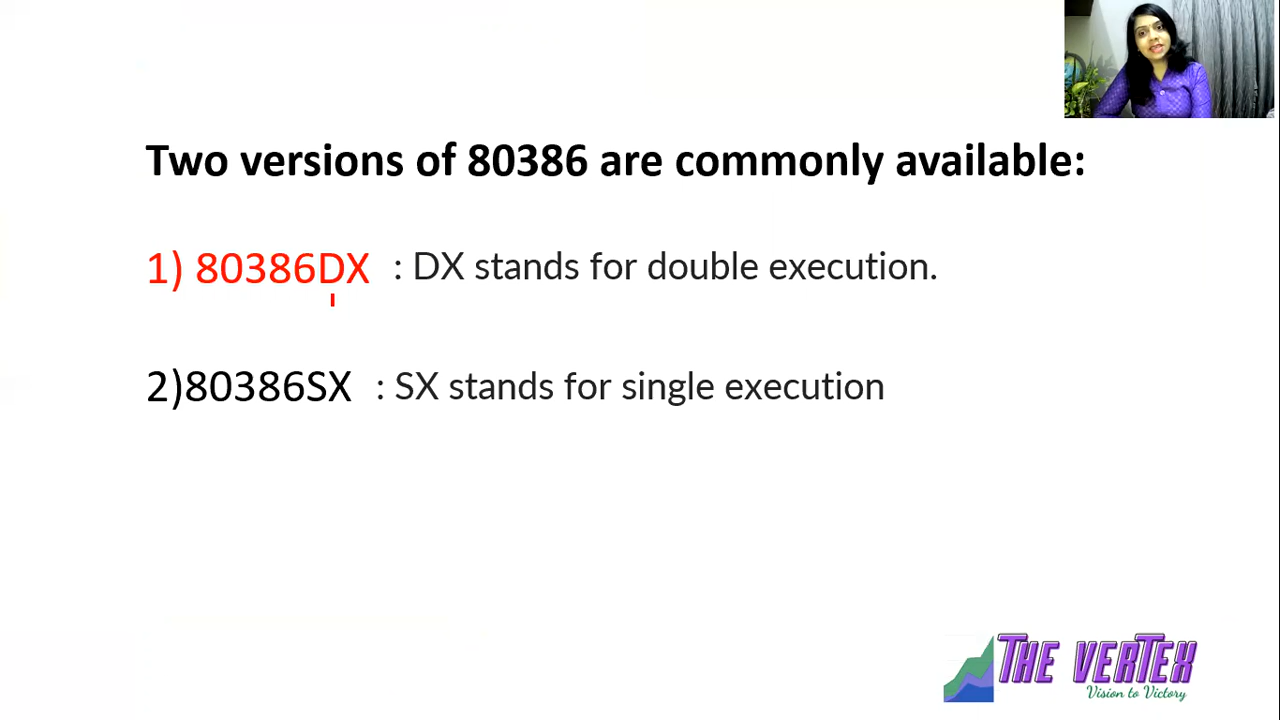 Two versions of 80386 are commonly available:
1) 80386DX : DX stands for double execution.
2)80386SX : SX stands for single execution
THE VERTEX
Vision to Victory